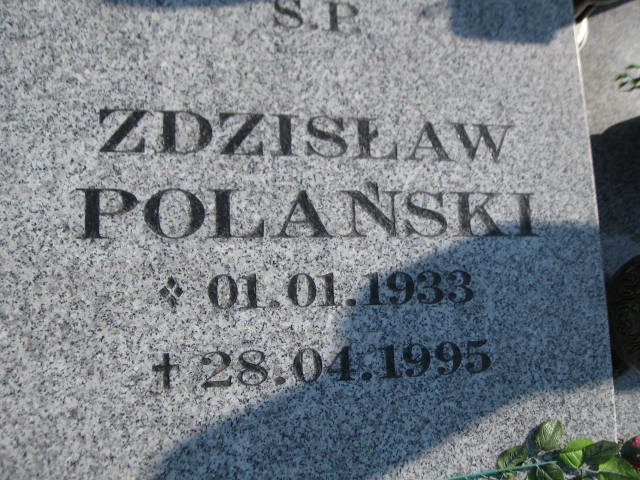 Ś.P.
ZDZISŁAW
POLAŃSKI
01.01.1933
✝ 28.04.1995